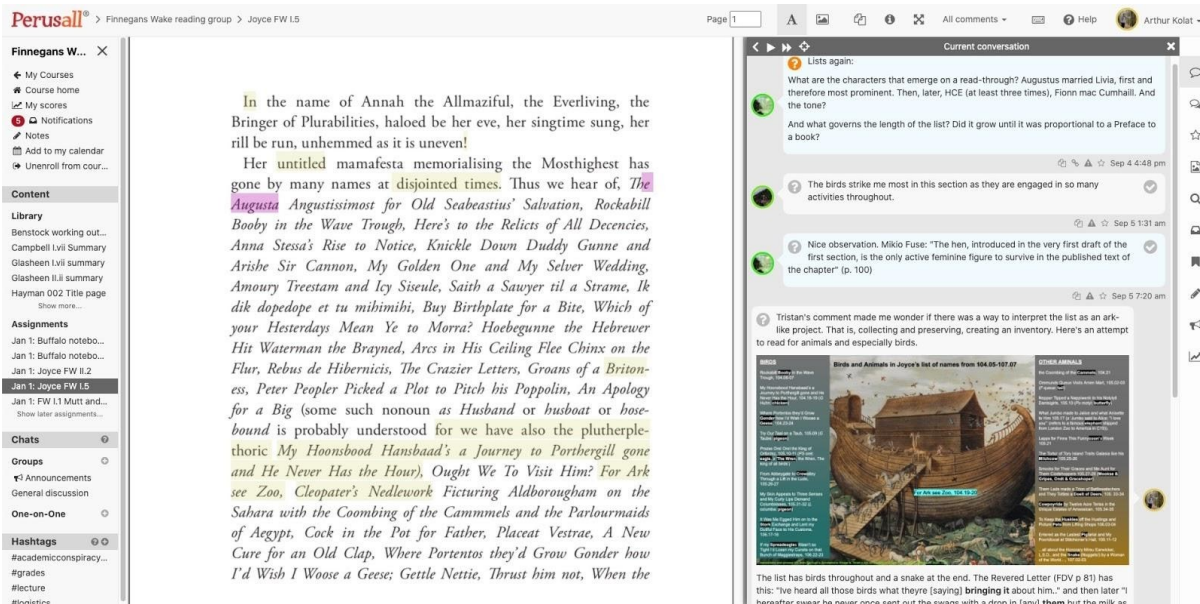 Perusall® > Finnegans Wake reading group > Joyce FW I.5
Page 1
A
All comments
Help
Arthur Kolat
Finnegans W... ×
My Courses
Course home
My scores
5 Notifications
Notes
Add to my calendar
Unenroll from cour...
Content
Library
Benstock working out...
Campbell I.vii Summary
Glasheen I.vii summary
Glasheen II.ii summary
Hayman 002 Title page
Show more...
Assignments
Jan 1: Buffalo notebo...
Jan 1: Buffalo notebo...
Jan 1: Joyce FW II.2
Jan 1: Joyce FW I.5
Jan 1: FW I.1 Mutt and...
Show later assignments...
Chats
Groups
Announcements
General discussion
One-on-One
Hashtags
#academicconspiracy...
#grades
#lecture
#logistics
In the name of Annah the Allmaziful, the Everliving, the
Bringer of Plurabilities, haloed be her eve, her singtime sung, her
rill be run, unhemmed as it is uneven!
Her untitled mamafesta memorialising the Mosthighest has
gone by many names at disjointed times. Thus we hear of, The
Augusta Angustissimost for Old Seabeastius' Salvation, Rockabill
Booby in the Wave Trough, Here's to the Relicts of All Decencies,
Anna Stessa's Rise to Notice, Knickle Down Duddy Gunne and
Arishe Sir Cannon, My Golden One and My Selver Wedding,
Amoury Treestam and Icy Siseule, Saith a Sawyer til a Strame, Ik
dik dopedope et tu mihimihi, Buy Birthplate for a Bite, Which of
your Hesterdays Mean Ye to Morra? Hoebegunne the Hebrewer
Hit Waterman the Brayned, Arcs in His Ceiling Flee Chinx on the
Flur, Rebus de Hibernicis, The Crazier Letters, Groans of a Briton-
ess, Peter Peopler Picked a Plot to Pitch his Poppolin, An Apology
for a Big (some such nonoun as Husband or husboat or hose-
bound is probably understood for we have also the plutherple-
thoric My Hoonsbood Hansbaad's a Journey to Porthergill gone
and He Never Has the Hour), Ought We To Visit Him? For Ark
see Zoo, Cleopater's Nedlework Ficturing Aldborougham on the
Sahara with the Coombing of the Cammmels and the Parlourmaids
of Aegypt, Cock in the Pot for Father, Placeat Vestrae, A New
Cure for an Old Clap, Where Portentos they'd Grow Gonder how
I'd Wish I Woose a Geese; Gettle Nettie, Thrust him not, When the
Current conversation
Lists again:
What are the characters that emerge on a read-through? Augustus married Livia, first and
therefore most prominent. Then, later, HCE (at least three times), Fionn mac Cumhaill. And
the tone?
And what governs the length of the list? Did it grow until it was proportional to a Preface to
a book?
Sep 4 4:48 pm
The birds strike me most in this section as they are engaged in so many
activities throughout.
Sep 5 1:31 am
Nice observation. Mikio Fuse: "The hen, introduced in the very first draft of the
first section, is the only active feminine figure to survive in the published text of
the chapter" (p. 100)
Sep 5 7:20 am
Tristan's comment made me wonder if there was a way to interpret the list as an ark-
like project. That is, collecting and preserving, creating an inventory. Here's an attempt
to read for animals and especially birds.
BIRDS
Birds and Animals in Joyce's list of names from 104.05-107.07
OTHER ANIMALS
For Ark see Zoo, 104.19-20
The list has birds throughout and a snake at the end. The Revered Letter (FDV p 81) has
this: "Ive heard all those birds what theyre [saying] bringing it about him.." and then later "I
hereafter swear he never once sent out the swags with a drop in [any] them but the milk as